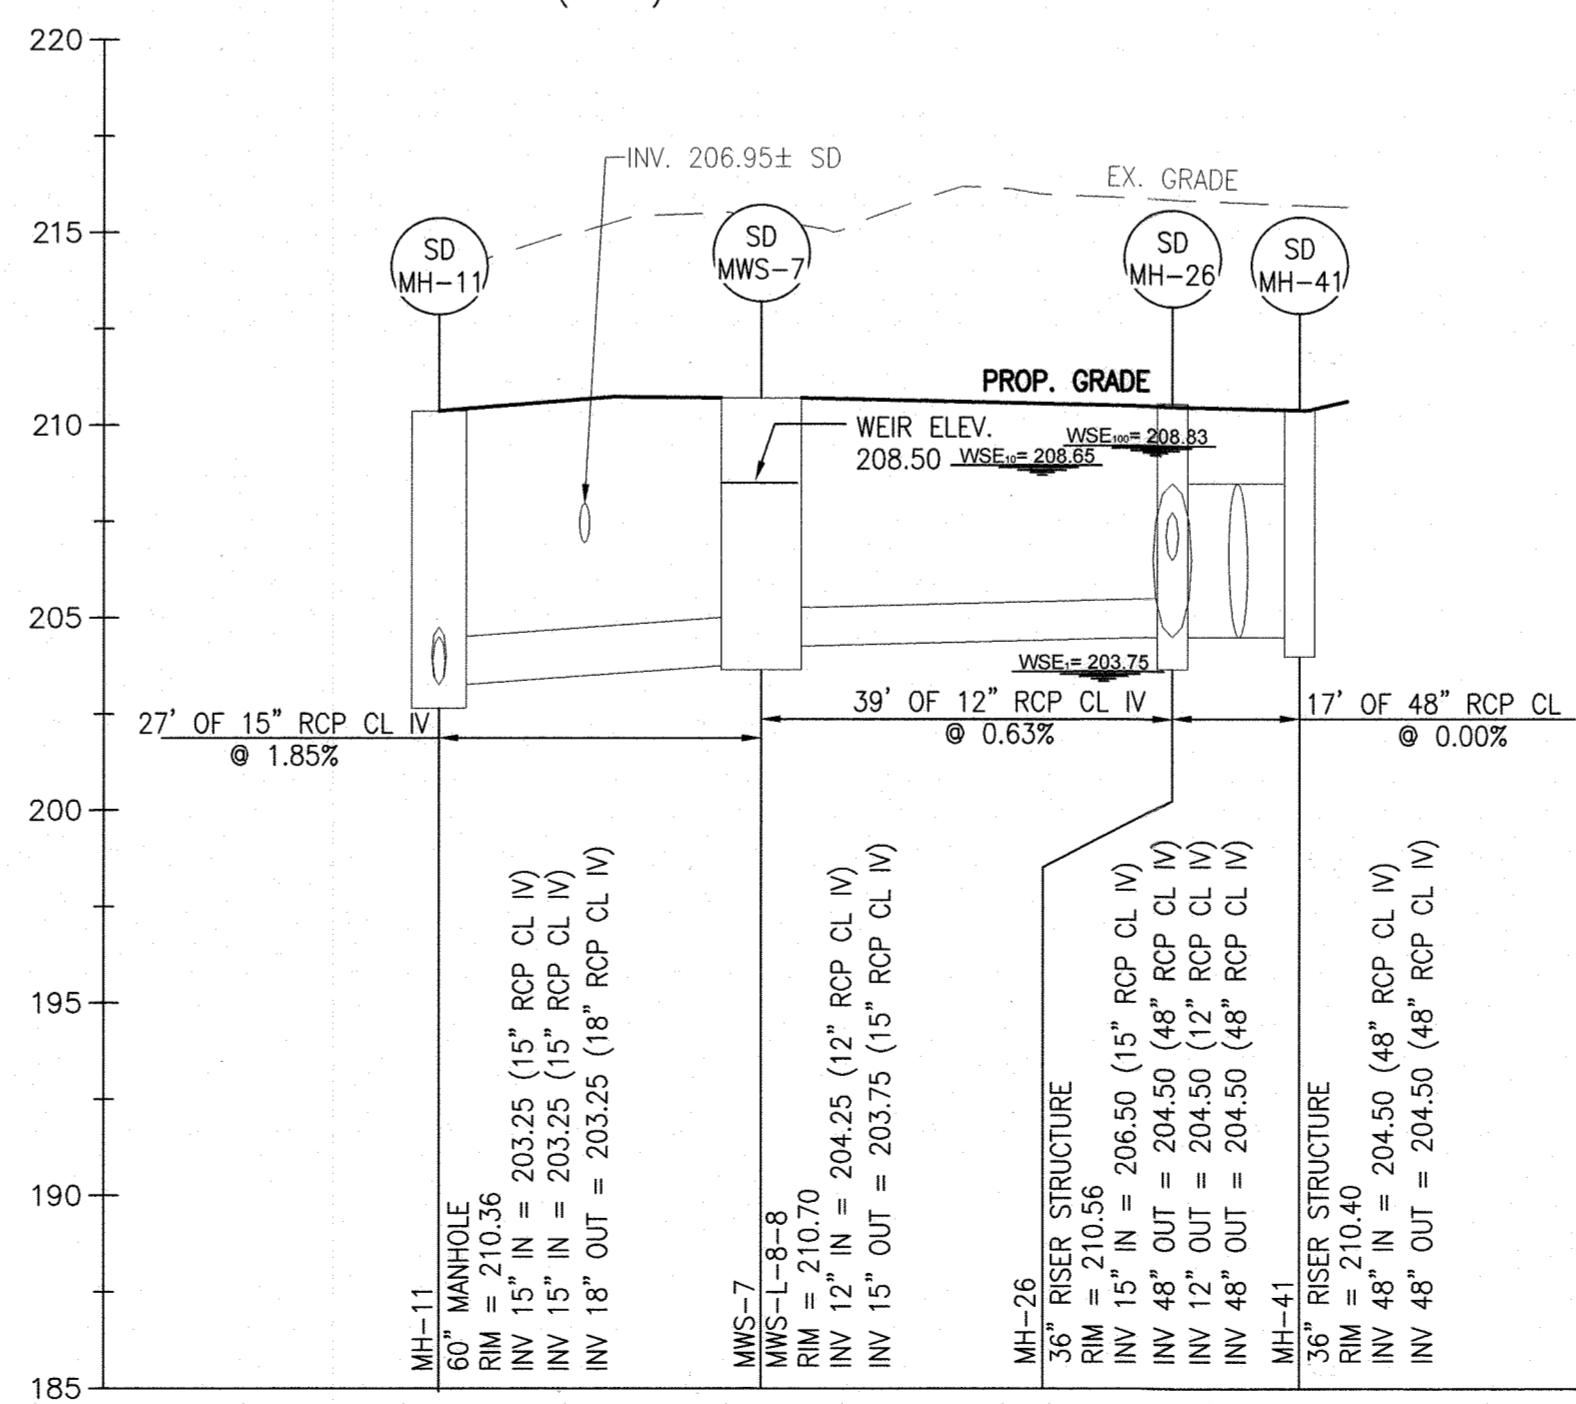 220
215
210
205
200
195
190
185
INV. 206.95± SD
EX. GRADE
SD
MH-11
SD
MWS-7
SD
MH-26
SD
MH-41
PROP. GRADE
WEIR ELEV.
208.50
WSE₁₀= 208.65
WSE₁₀₀= 208.83
WSE₁= 203.75
27' OF 15" RCP CL IV
@ 1.85%
39' OF 12" RCP CL IV
@ 0.63%
17' OF 48" RCP CL
@ 0.00%
MH-11
60" MANHOLE
RIM = 210.36
INV 15" IN = 203.25 (15" RCP CL IV)
INV 15" IN = 203.25 (15" RCP CL IV)
INV 18" OUT = 203.25 (18" RCP CL IV)
MWS-7
MWS-L-8-8
RIM = 210.70
INV 12" IN = 204.25 (12" RCP CL IV)
INV 15" OUT = 203.75 (15" RCP CL IV)
MH-26
36" RISER STRUCTURE
RIM = 210.56
INV 15" IN = 206.50 (15" RCP CL IV)
INV 48" OUT = 204.50 (48" RCP CL IV)
INV 12" OUT = 204.50 (12" RCP CL IV)
INV 48" OUT = 204.50 (48" RCP CL IV)
MH-41
36" RISER STRUCTURE
RIM = 210.40
INV 48" IN = 204.50 (48" RCP CL IV)
INV 48" OUT = 204.50 (48" RCP CL IV)